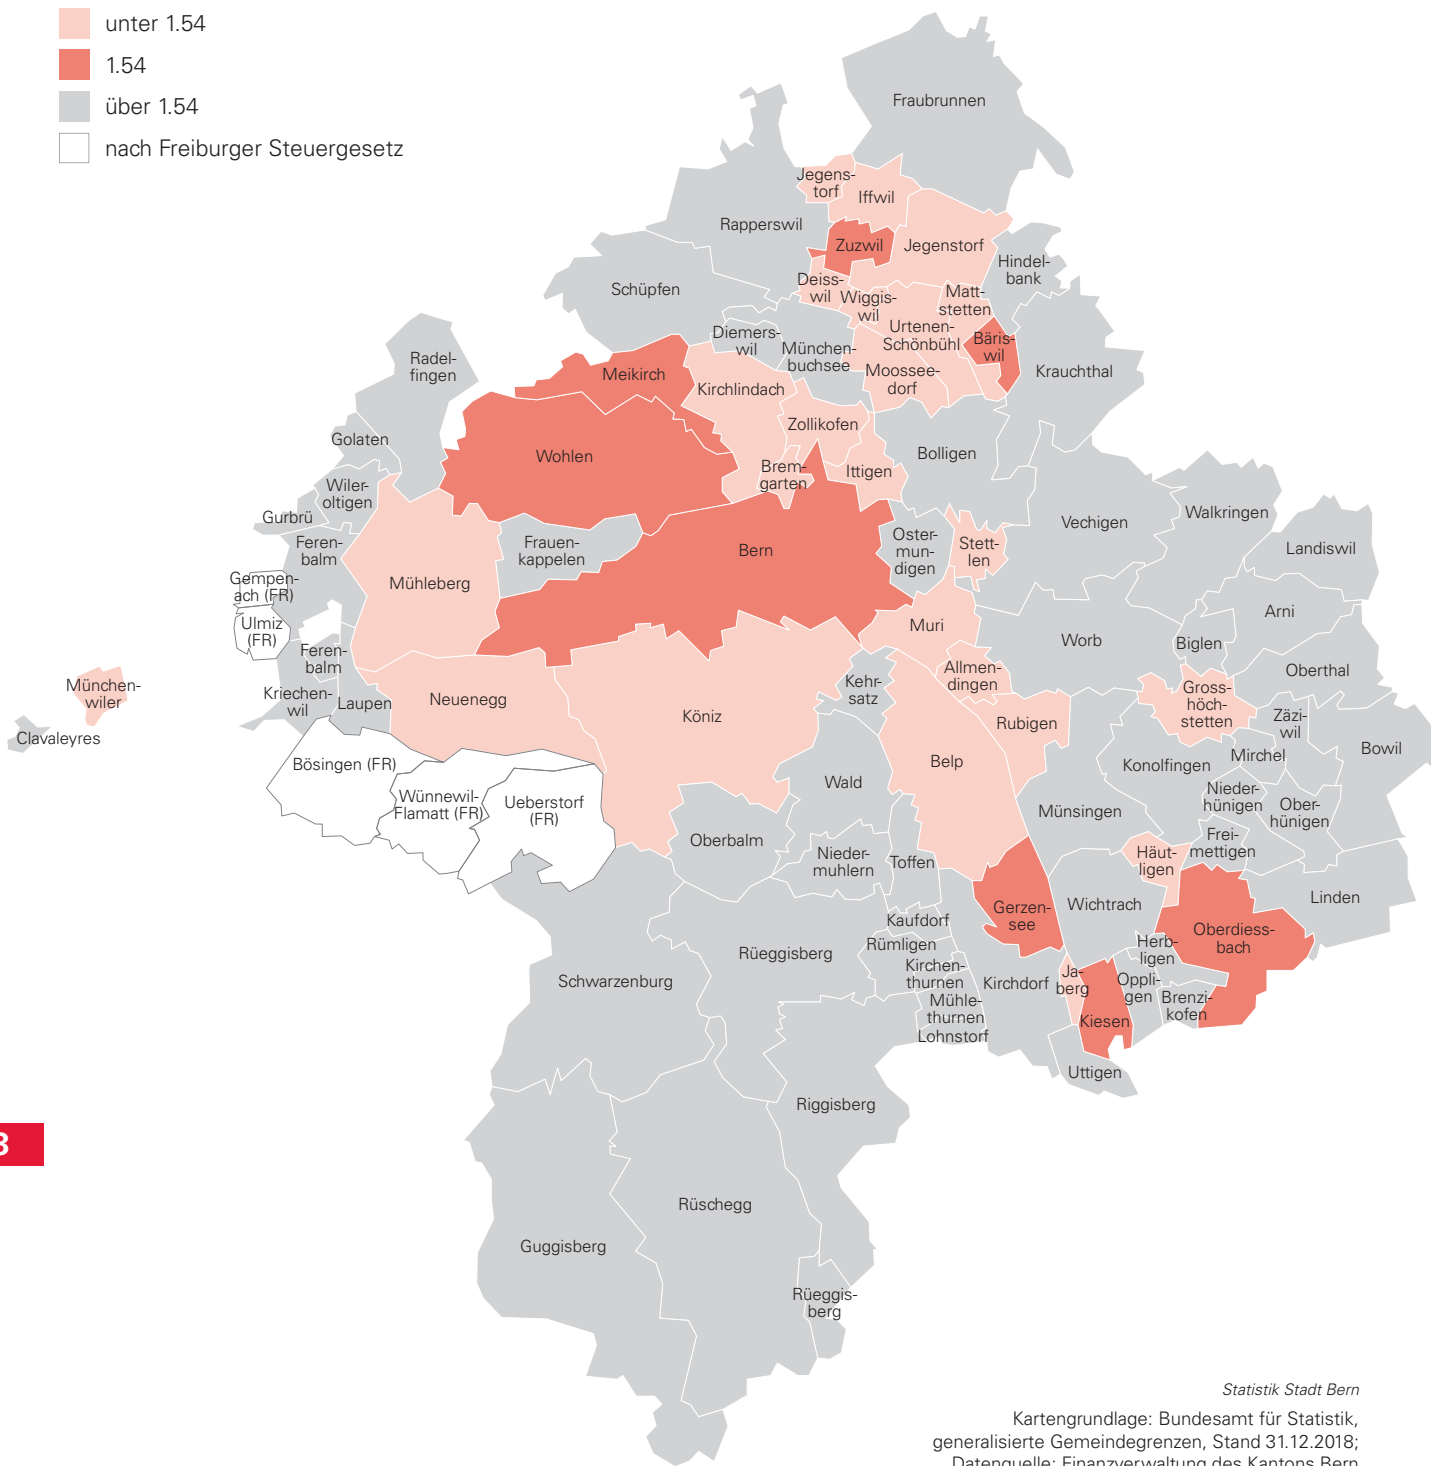 unter 1.54
1.54
über 1.54
nach Freiburger Steuergesetz
Fraubrunnen
Jegens-
torf
Iffwil
Rapperswil
Zuzwil
Jegenstorf
Hindel-
bank
Schüpfen
Deiss-
wil
Wiggis-
wil
Matt-
stetten
Urtenen-
Schönbühl
Bäris-
wil
Diemers-
wil
München-
buchsee
Radel-
fingen
Meikirch
Kirchlindach
Moossee-
dorf
Krauchthal
Golaten
Wohlen
Zollikofen
Bolligen
Brem-
garten
Ittigen
Wiler-
oltigen
Gurbrü
Vechigen
Walkringen
Feren-
balm
Frauen-
kappelen
Bern
Oster-
mun-
digen
Stett-
len
Landiswil
Gempen-
ach (FR)
Mühleberg
Ulmiz
(FR)
Muri
Worb
Arni
Biglen
Feren-
balm
Oberthal
München-
wiler
Kriechen-
wil
Laupen
Neuenegg
Köniz
Kehr-
satz
Allmen-
dingen
Gross-
höch-
stetten
Clavaleyres
Rubigen
Zäzi-
wil
Bowil
Bösingen (FR)
Belp
Konolfingen
Mirchel
Wünnewil-
Flamatt (FR)
Ueberstorf
(FR)
Wald
Münsingen
Nieder-
hünigen
Ober-
hünigen
Oberbalm
Nieder-
muhlern
Toffen
Häut-
ligen
Frei-
mettigen
Linden
Gerzen-
see
Wichtrach
Kaufdorf
Oberdiess-
bach
Rüeggisberg
Rümligen
Herb-
ligen
Schwarzenburg
Kirchen-
thurnen
Kirchdorf
Ja-
berg
Oppli-
gen
Mühle-
thurnen
Brenzi-
kofen
Kiesen
Lohnstorf
Uttigen
Riggisberg
3
Rüschegg
Guggisberg
Rüeggis-
berg
Statistik Stadt Bern
Kartengrundlage: Bundesamt für Statistik,
generalisierte Gemeindegrenzen, Stand 31.12.2018;
Datenquelle: Finanzverwaltung des Kantons Bern